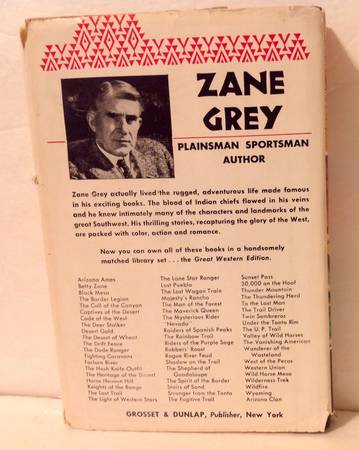 ZANE
GREY
PLAINSMAN SPORTSMAN
AUTHOR
Zane Grey actually lived the rugged, adventurous life made famous
in his exciting books. The blood of Indian chiefs flowed in his veins
and he knew intimately many of the characters and landmarks of the
great Southwest. His thrilling stories, recapturing the glory of the West,
are packed with color, action and romance.
Now you can own all of these books in a handsomely
matched library set . . . the Great Western Edition.
Arizona Ames
Betty Zane
Black Mesa
The Border Legion
The Call of the Canyon
Captives of the Desert
Code of the West
The Deer Stalker
Desert Gold
The Desert of Wheat
The Drift Fence
The Dude Ranger
Fighting Caravans
Forlorn River
The Hash Knife Outfit
The Heritage of the Desert
Horse Heaven Hill
Knights of the Range
The Last Trail
The Light of Western Stars
The Lone Star Ranger
Lost Pueblo
The Lost Wagon Train
Majesty's Rancho
The Man of the Forest
The Maverick Queen
The Mysterious Rider
"Nevada"
Raiders of Spanish Peaks
The Rainbow Trail
Riders of the Purple Sage
Robbers' Roost
Rogue River Feud
Shadow on the Trail
The Shepherd of
Guadaloupe
The Spirit of the Border
Stairs of Sand
Stranger from the Tonto
The Fugitive Trail
Sunset Pass
30,000 on the Hoof
Thunder Mountain
The Thundering Herd
To the Last Man
The Trail Driver
Twin Sombreros
Under the Tonto Rim
The U. P. Trail
Valley of Wild Horses
The Vanishing American
Wanderer of the
Wasteland
West of the Pecos
Western Union
Wild Horse Mesa
Wilderness Trek
Wildfire
Wyoming
Arizona Clan
GROSSET & DUNLAP, Publisher, New York